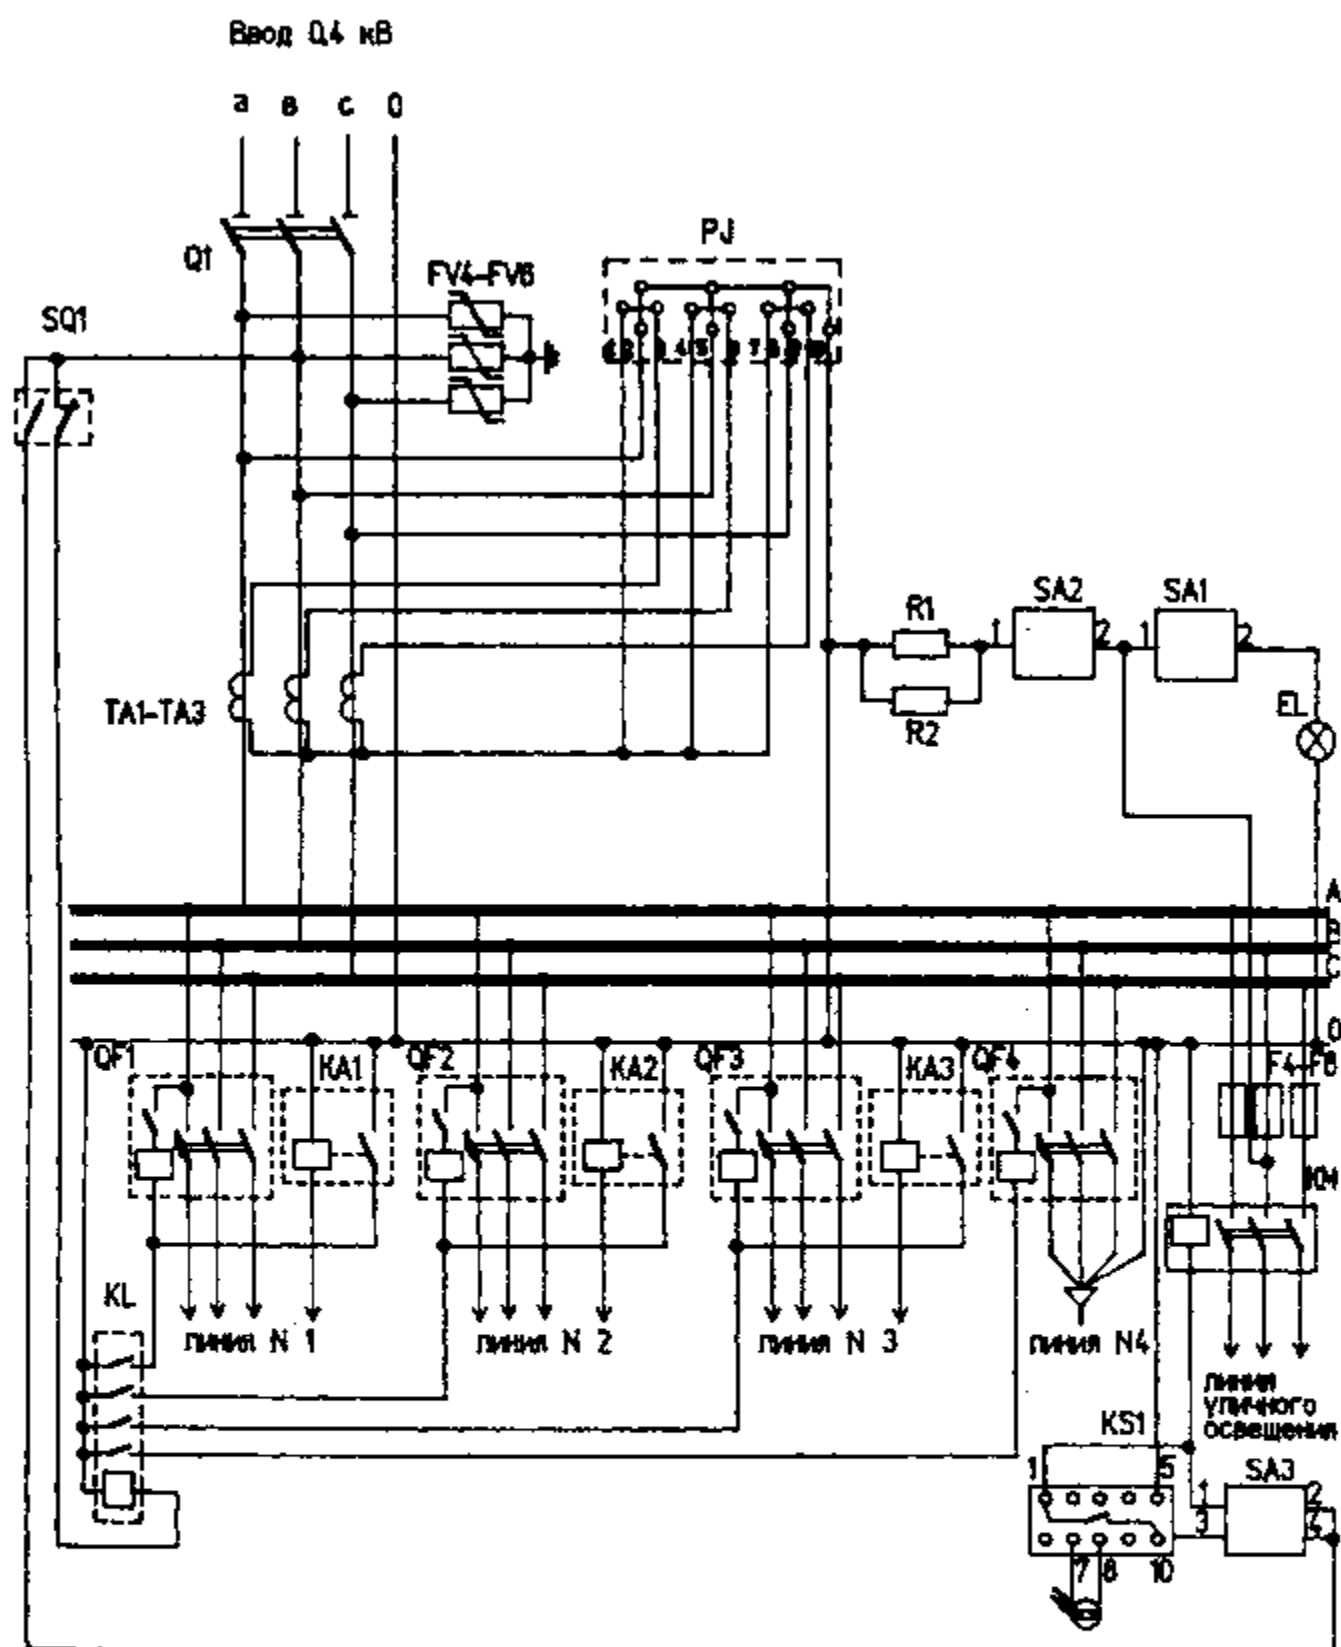 Ввод 0,4 кВ
а в с 0
Q1
FV4-FV6
PJ
SQ1
TA1-TA3
R1
R2
1 SA2 2
1 SA1 2
EL
A
B
C
0
QF1
KA1
QF2
KA2
QF3
KA3
QF4
F4-F6
KM
KL
линия N 1
линия N 2
линия N 3
линия N4
линия
уличного
освещения
KS1
1 5
7 8 10
SA3
1 2
3 4